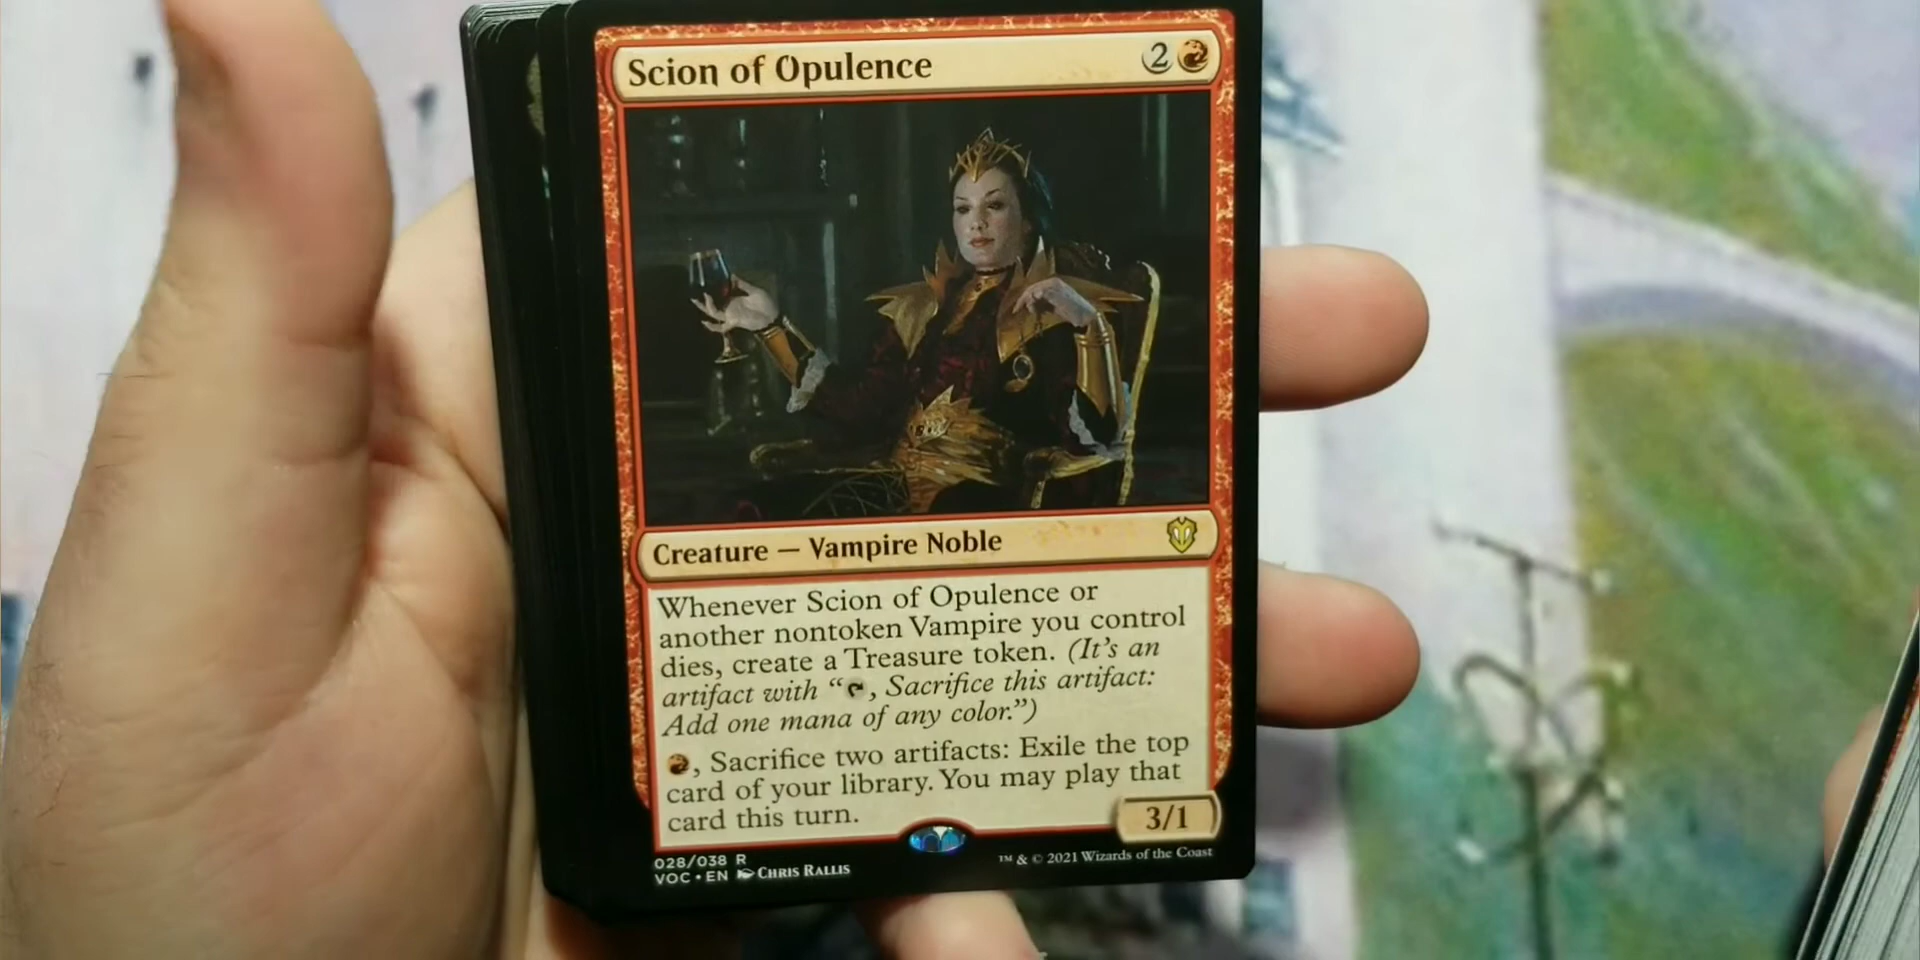 Scion of Opulence 2
Creature — Vampire Noble
Whenever Scion of Opulence or
another nontoken Vampire you control
dies, create a Treasure token. (It's an
artifact with “, Sacrifice this artifact:
Add one mana of any color.”)
, Sacrifice two artifacts: Exile the top
card of your library. You may play that
card this turn.
3/1
028/038 R
VOC • EN Chris Rallis
™ & © 2021 Wizards of the Coast